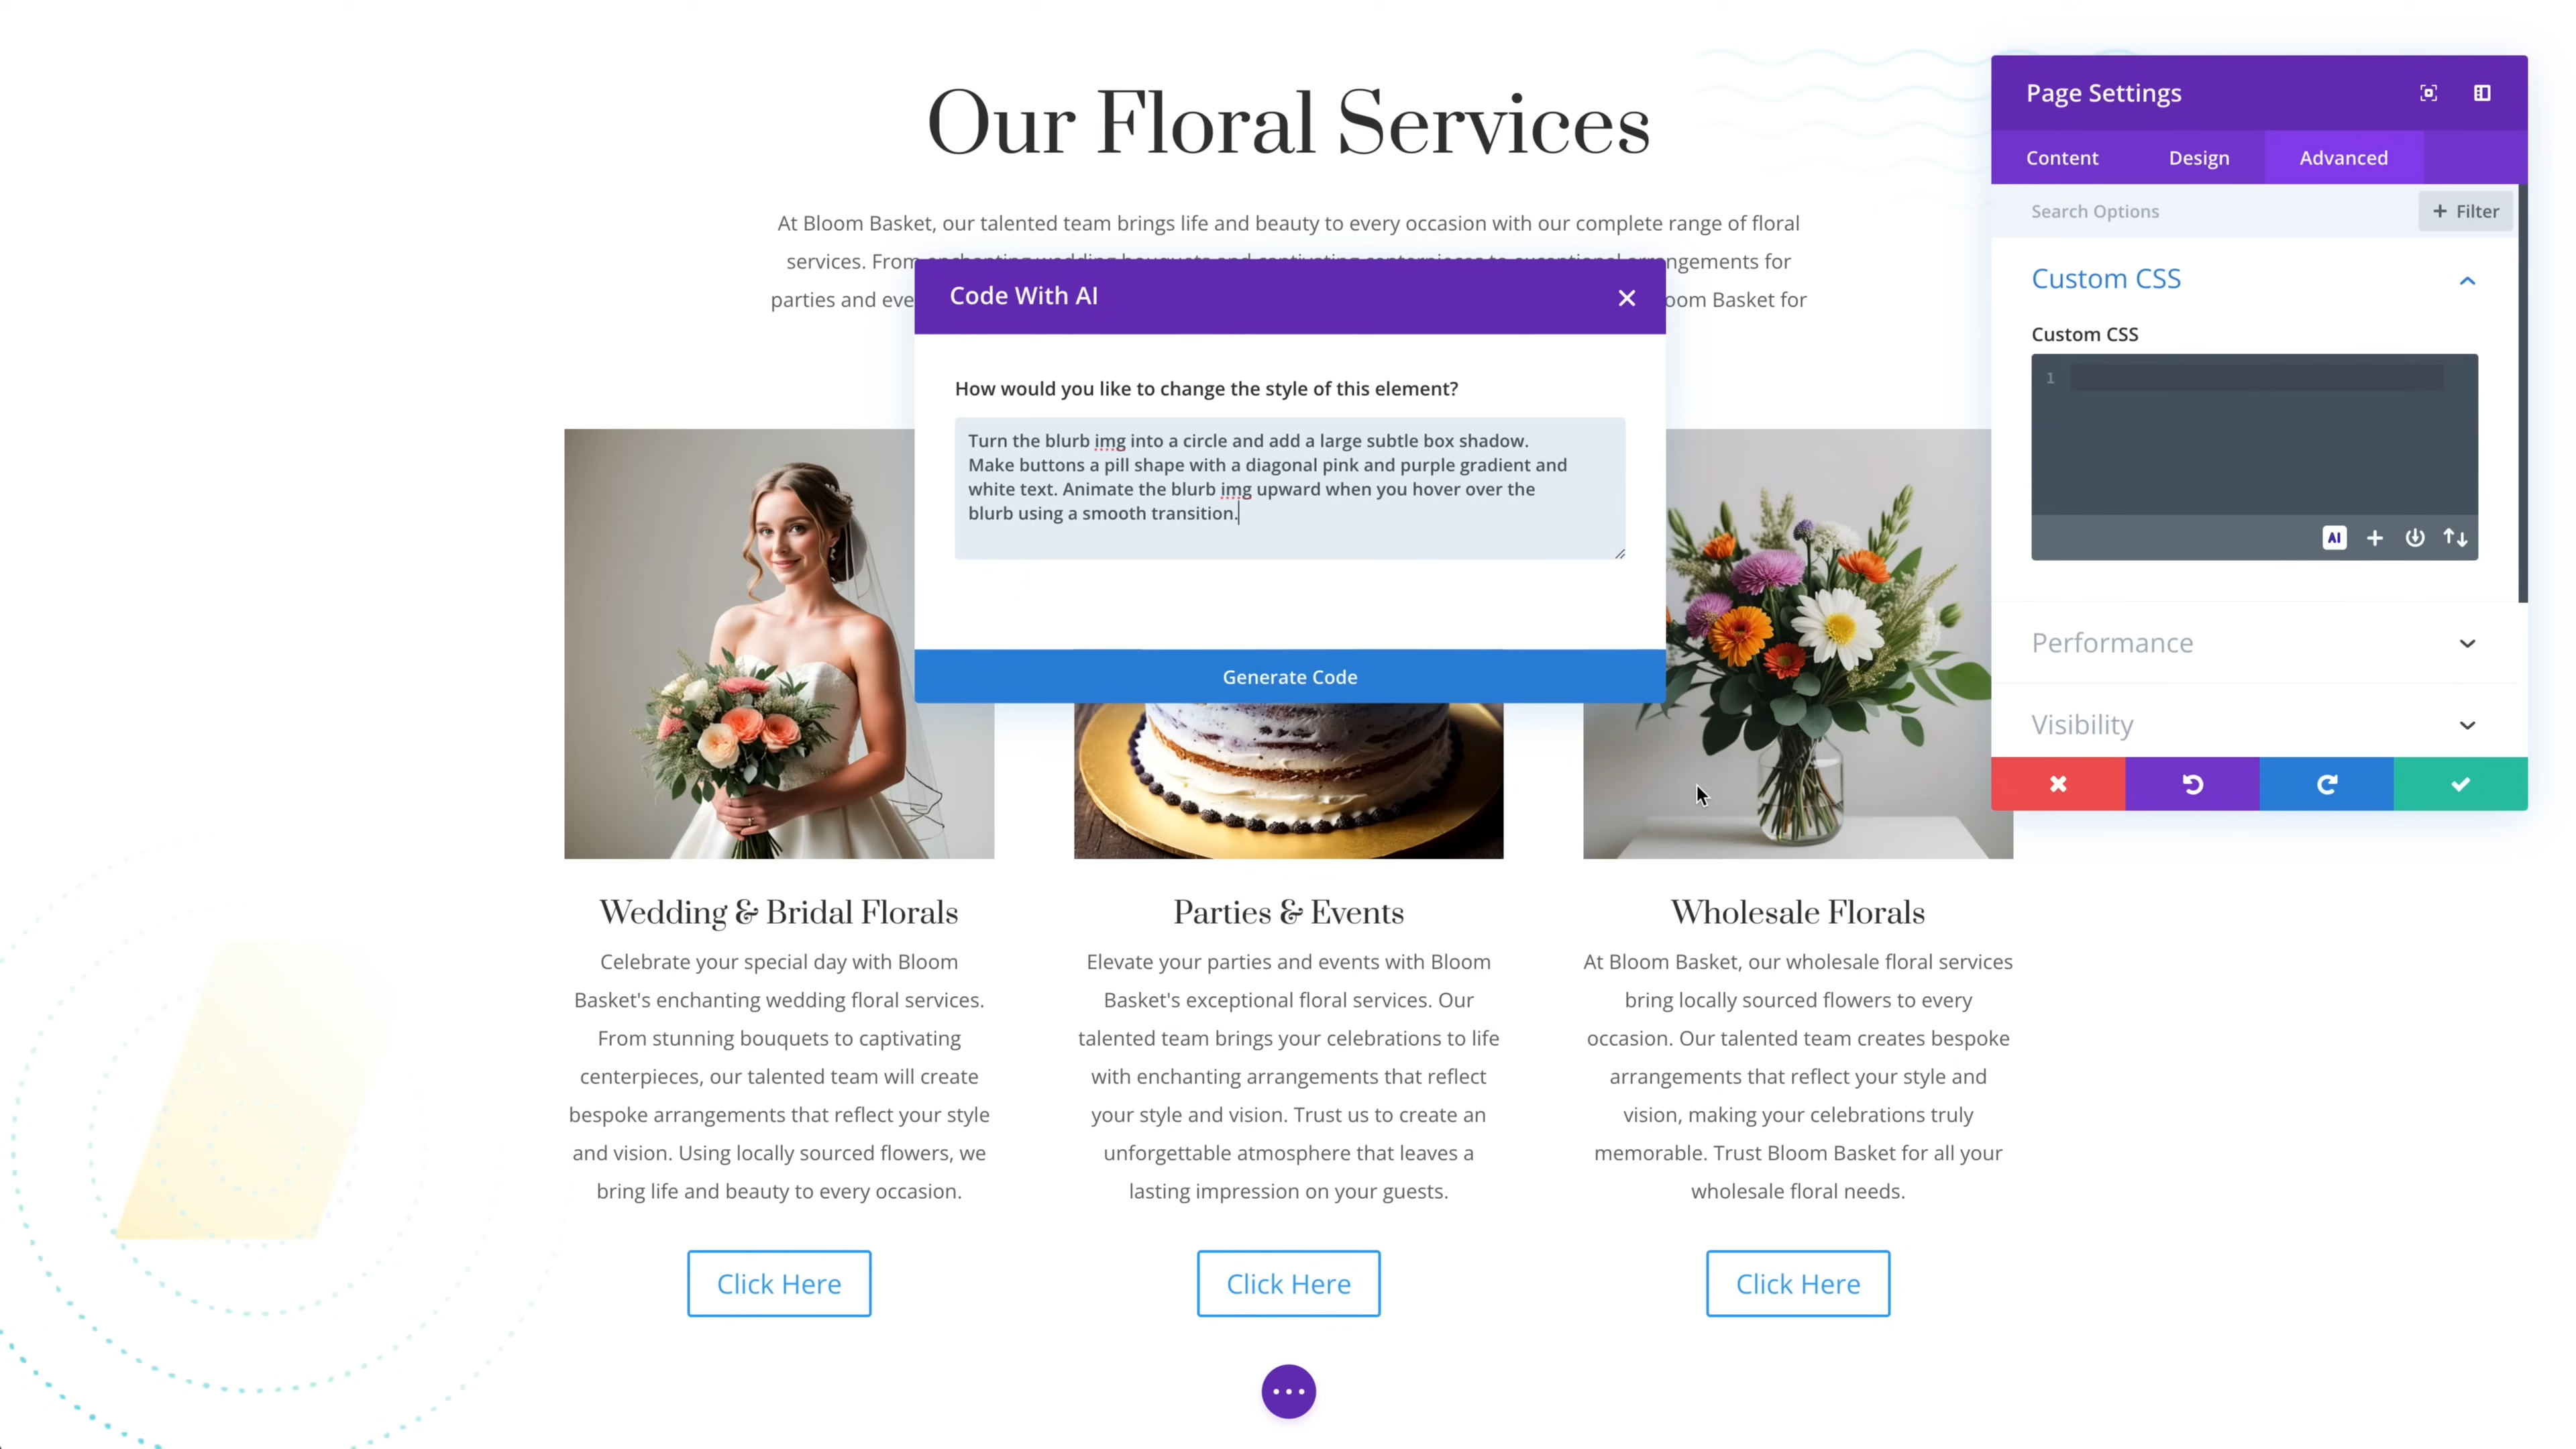 Our Floral Services
At Bloom Basket, our talented team brings life and beauty to every occasion with our complete range of floral
services. From enchanting wedding bouquets and captivating centerpieces to exceptional arrangements for
parties and eve
oom Basket for
Code With AI
How would you like to change the style of this element?
Turn the blurb img into a circle and add a large subtle box shadow.
Make buttons a pill shape with a diagonal pink and purple gradient and
white text. Animate the blurb img upward when you hover over the
blurb using a smooth transition.
Generate Code
Page Settings
Content
Design
Advanced
Search Options
+ Filter
Custom CSS
Custom CSS
1
AI
Performance
Visibility
Wedding & Bridal Florals
Celebrate your special day with Bloom
Basket's enchanting wedding floral services.
From stunning bouquets to captivating
centerpieces, our talented team will create
bespoke arrangements that reflect your style
and vision. Using locally sourced flowers, we
bring life and beauty to every occasion.
Click Here
Parties & Events
Elevate your parties and events with Bloom
Basket's exceptional floral services. Our
talented team brings your celebrations to life
with enchanting arrangements that reflect
your style and vision. Trust us to create an
unforgettable atmosphere that leaves a
lasting impression on your guests.
Click Here
Wholesale Florals
At Bloom Basket, our wholesale floral services
bring locally sourced flowers to every
occasion. Our talented team creates bespoke
arrangements that reflect your style and
vision, making your celebrations truly
memorable. Trust Bloom Basket for all your
wholesale floral needs.
Click Here